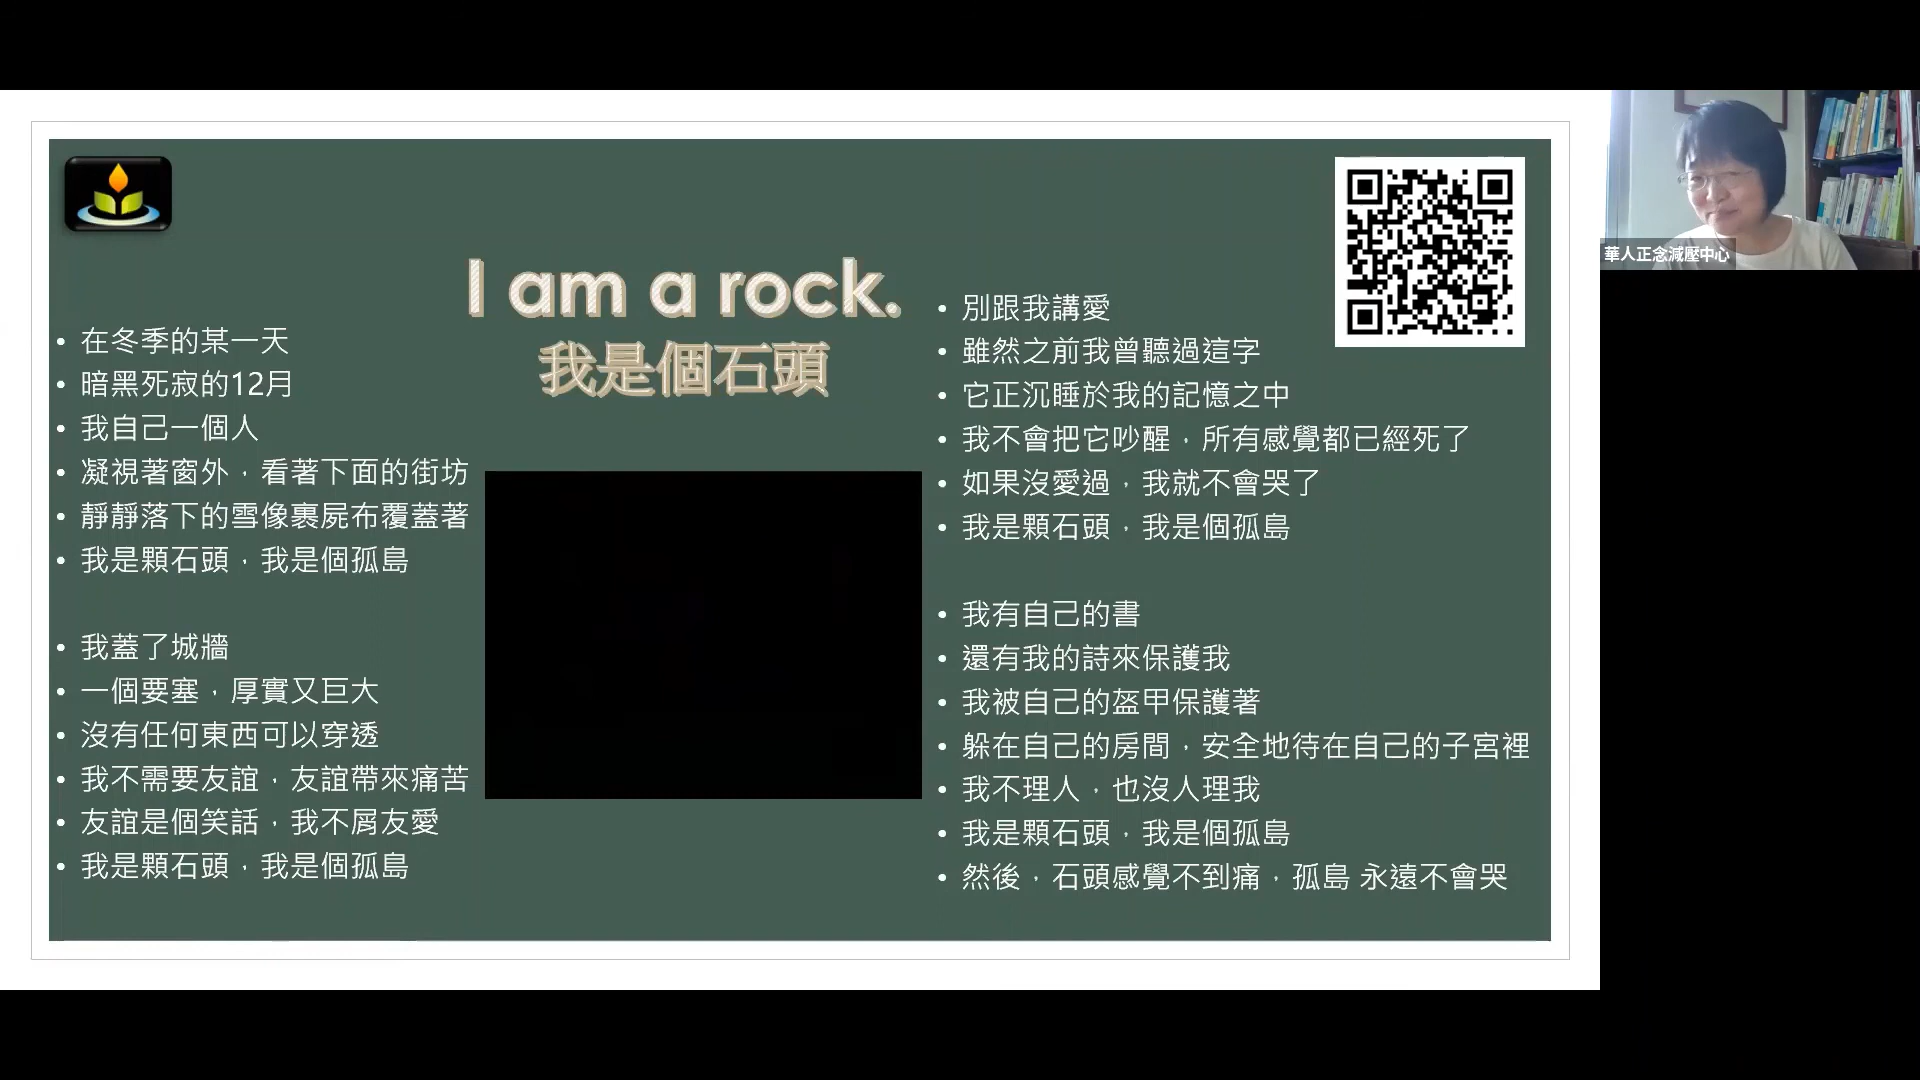 I am a rock.
我是個石頭
在冬季的某一天
暗黑死寂的12月
我自己一個人
凝視著窗外，看著下面的街坊
靜靜落下的雪像裹屍布覆蓋著
我是顆石頭，我是個孤島
我蓋了城牆
一個要塞，厚實又巨大
沒有任何東西可以穿透
我不需要友誼，友誼帶來痛苦
友誼是個笑話，我不屑友愛
我是顆石頭，我是個孤島
別跟我講愛
雖然之前我曾聽過這字
它正沉睡於我的記憶之中
我不會把它吵醒，所有感覺都已經死了
如果沒愛過，我就不會哭了
我是顆石頭，我是個孤島
我有自己的書
還有我的詩來保護我
我被自己的盔甲保護著
躲在自己的房間，安全地待在自己的子宮裡
我不理人，也沒人理我
我是顆石頭，我是個孤島
然後，石頭感覺不到痛，孤島 永遠不會哭
華人正念減壓中心